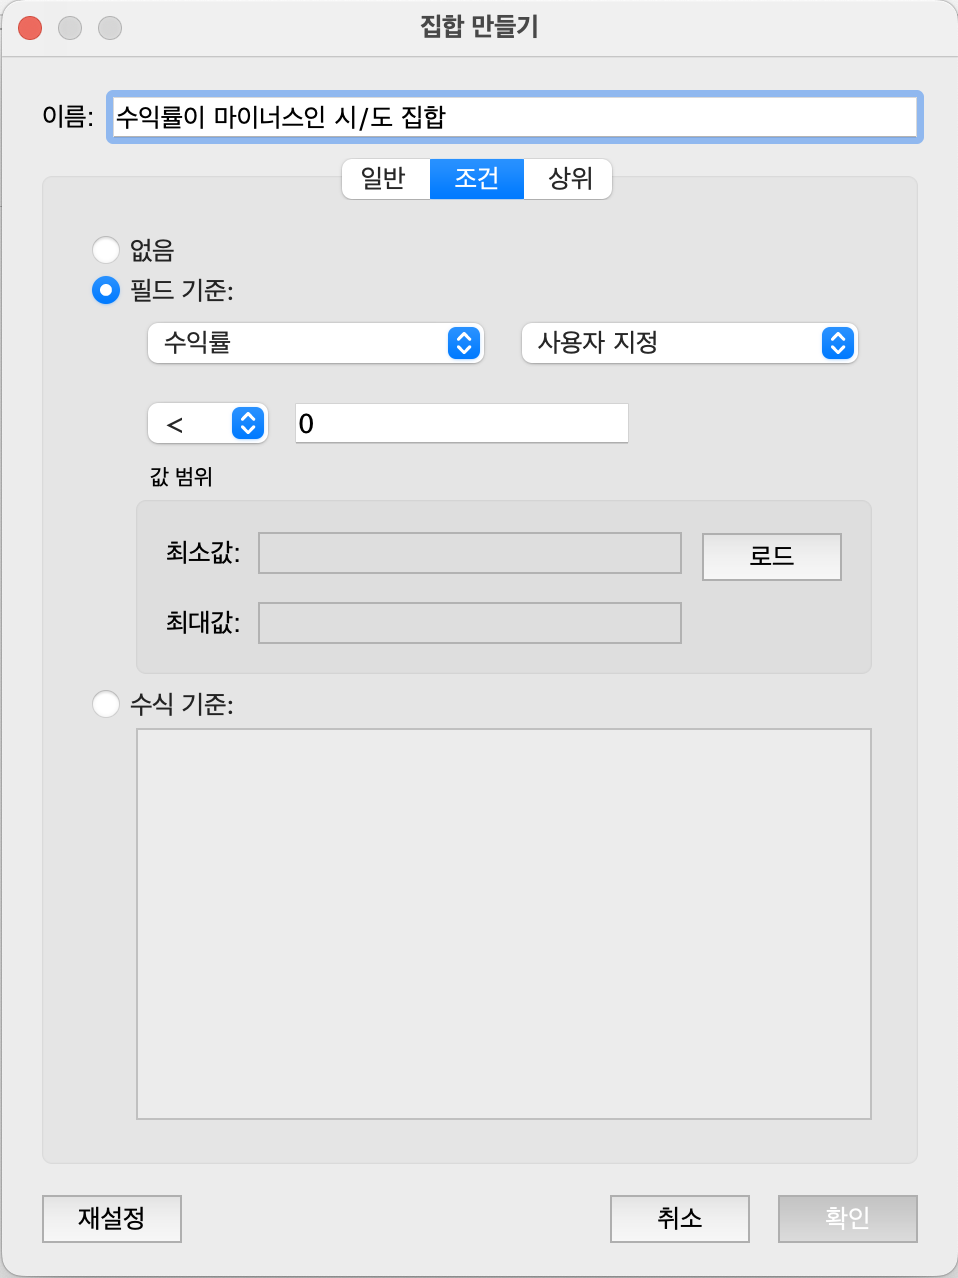 집합 만들기
이름: 수익률이 마이너스인 시/도 집합
일반 조건 상위
없음
필드 기준:
수익률 사용자 지정
< 0
값 범위
최소값: 로드
최대값:
수식 기준:
재설정 취소 확인